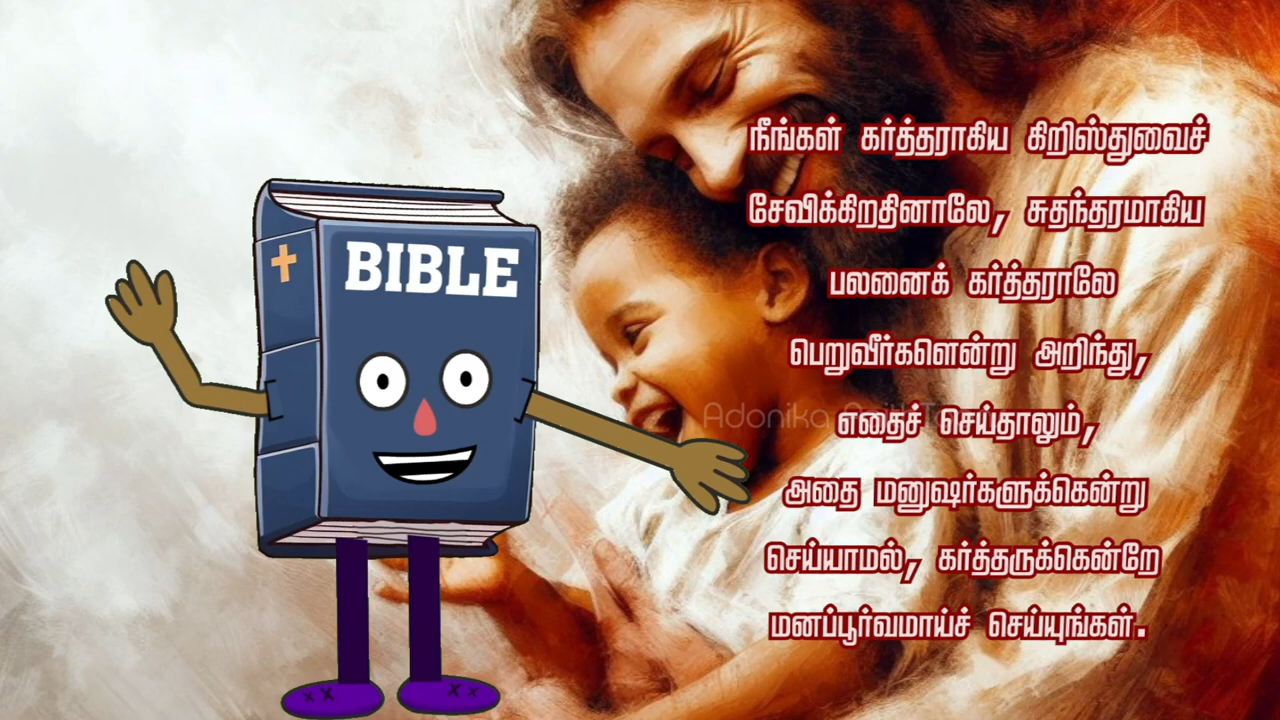 BIBLE
நீங்கள் கர்த்தராகிய கிறிஸ்துவைச்
சேவிக்கிறதினாலே, சுதந்தரமாகிய
பலனைக் கர்த்தராலே
பெறுவீர்களென்று அறிந்து,
எதைச் செய்தாலும்,
அதை மனுஷர்களுக்கென்று
செய்யாமல், கர்த்தருக்கென்றே
மனப்பூர்வமாய்ச் செய்யுங்கள்.
Adonika